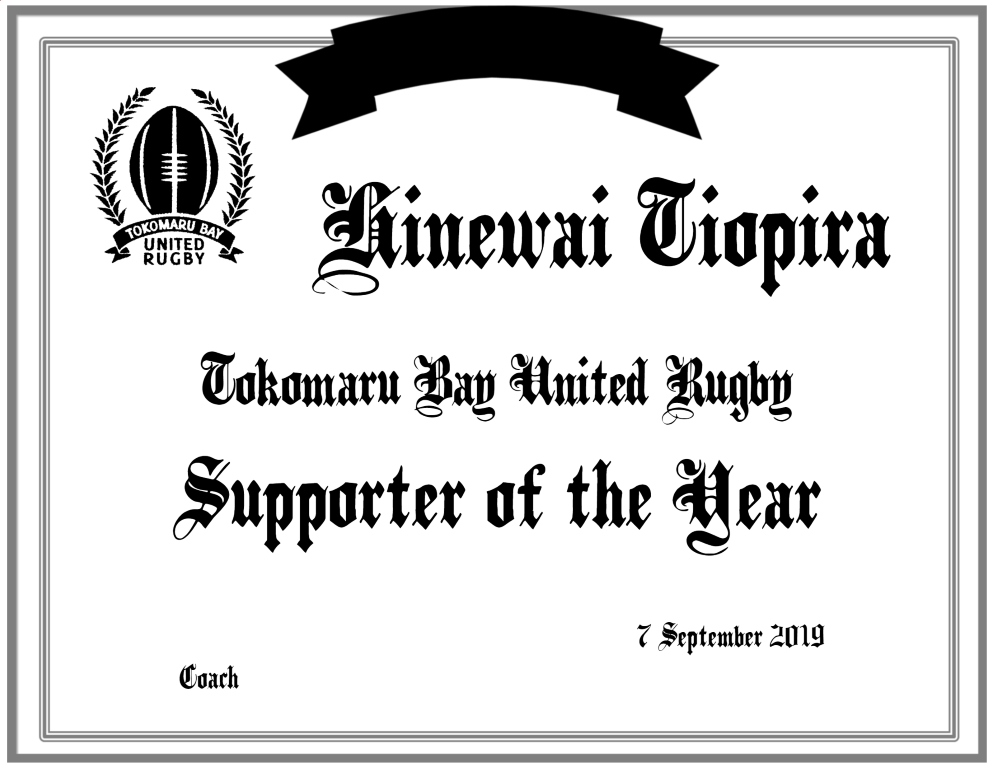 TOKOMARU BAY
UNITED
RUGBY
Hinewai Tiopira
Tokomaru Bay United Rugby
Supporter of the Year
7 September 2019
Coach